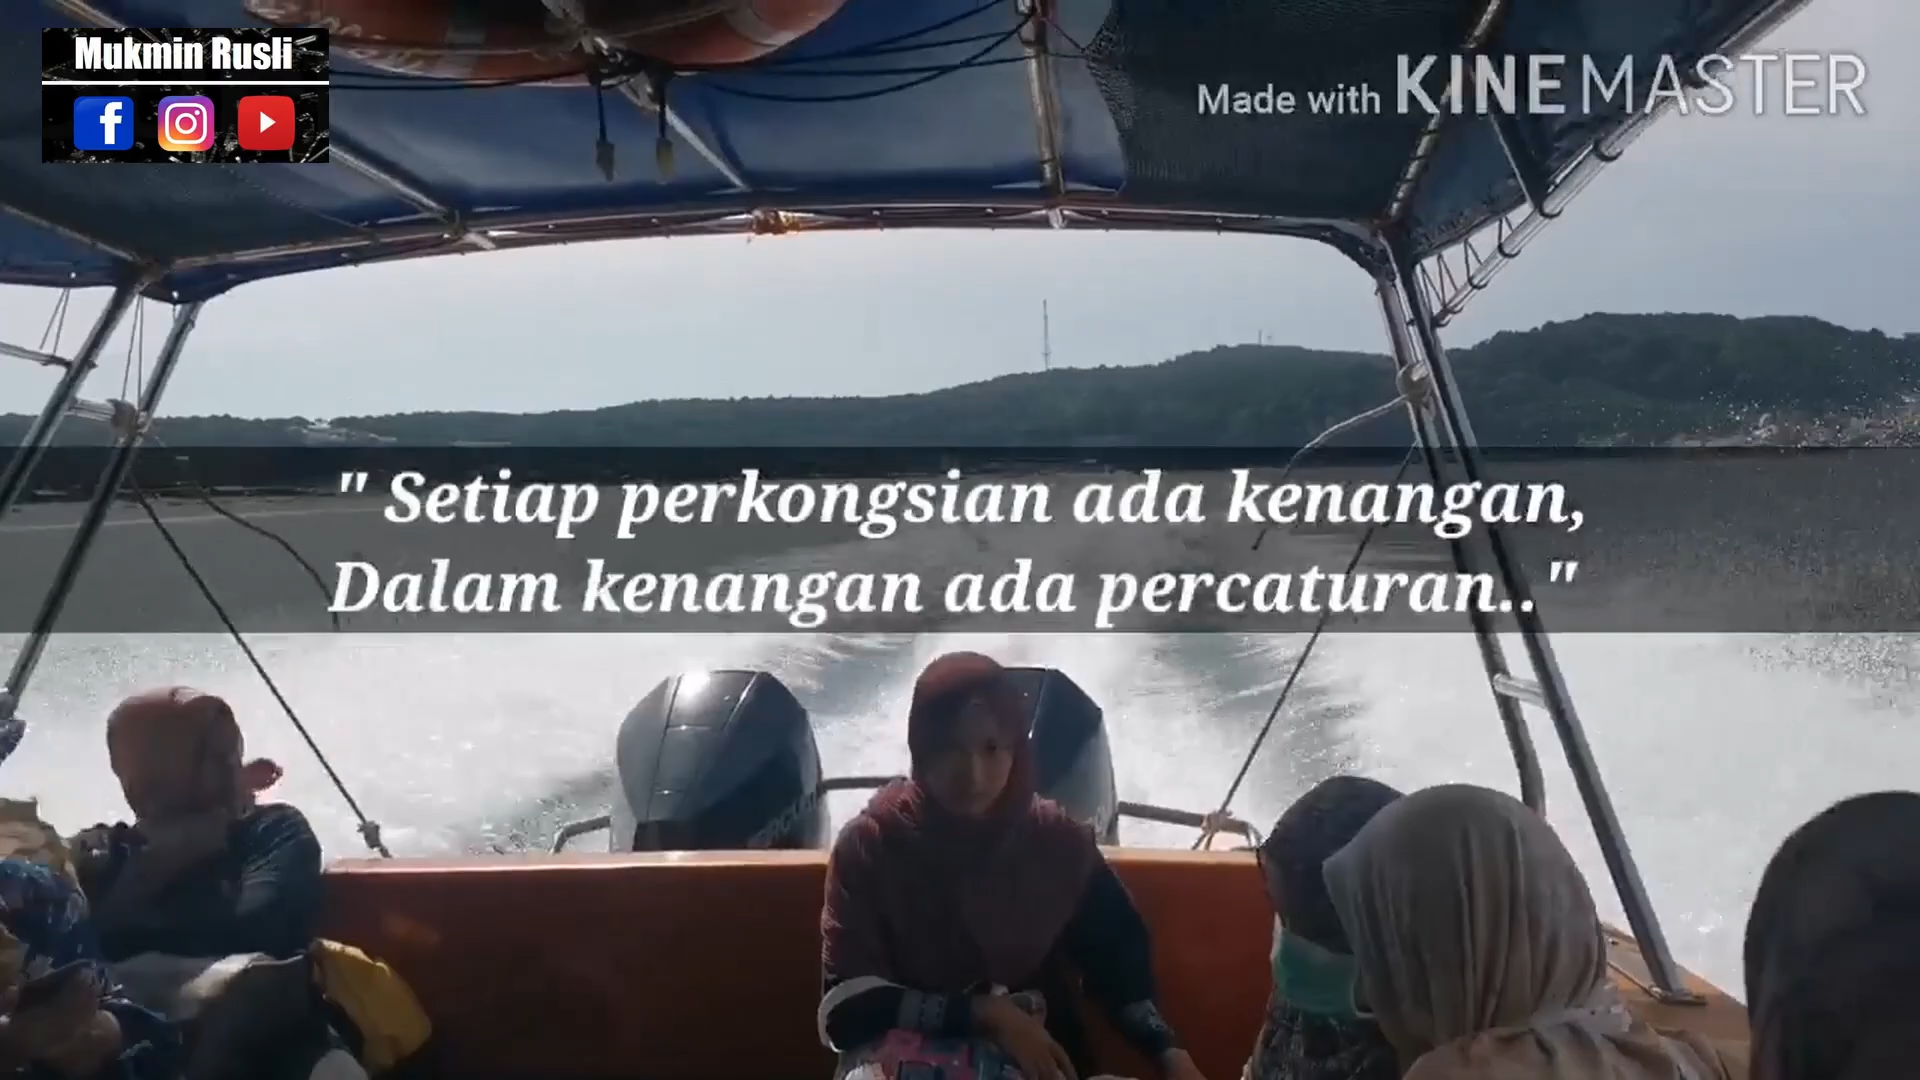 Mukmin Rusli
Made with KINEMASTER
" Setiap perkongsian ada kenangan,
Dalam kenangan ada percaturan.. "